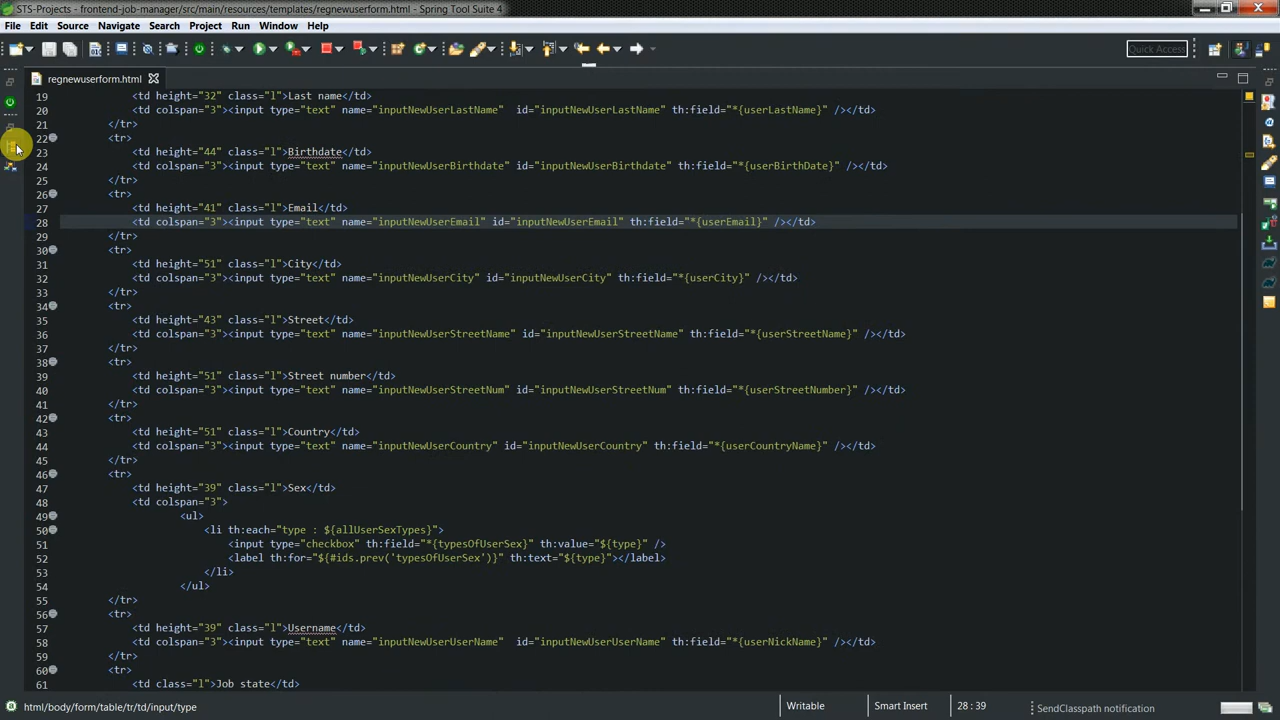 STS-Projects - frontend-job-manager/src/main/resources/templates/regnewuserform.html - Spring Tool Suite 4
File Edit Source Navigate Search Project Run Window Help
Quick Access
regnewuserform.html
19 <td height="32" class="l">Last name</td>
20 <td colspan="3"><input type="text" name="inputNewUserLastName"  id="inputNewUserLastName" th:field="*{userLastName}" /></td>
21 </tr>
22 <tr>
23 <td height="44" class="l">Birthdate</td>
24 <td colspan="3"><input type="text" name="inputNewUserBirthdate" id="inputNewUserBirthdate" th:field="*{userBirthDate}" /></td>
25 </tr>
26 <tr>
27 <td height="41" class="l">Email</td>
28 <td colspan="3"><input type="text" name="inputNewUserEmail" id="inputNewUserEmail" th:field="*{userEmail}" /></td>
29 </tr>
30 <tr>
31 <td height="51" class="l">City</td>
32 <td colspan="3"><input type="text" name="inputNewUserCity" id="inputNewUserCity" th:field="*{userCity}" /></td>
33 </tr>
34 <tr>
35 <td height="43" class="l">Street</td>
36 <td colspan="3"><input type="text" name="inputNewUserStreetName" id="inputNewUserStreetName" th:field="*{userStreetName}" /></td>
37 </tr>
38 <tr>
39 <td height="51" class="l">Street number</td>
40 <td colspan="3"><input type="text" name="inputNewUserStreetNum" id="inputNewUserStreetNum" th:field="*{userStreetNumber}" /></td>
41 </tr>
42 <tr>
43 <td height="51" class="l">Country</td>
44 <td colspan="3"><input type="text" name="inputNewUserCountry" id="inputNewUserCountry" th:field="*{userCountryName}" /></td>
45 </tr>
46 <tr>
47 <td height="39" class="l">Sex</td>
48 <td colspan="3">
49 <ul>
50 <li th:each="type : ${allUserSexTypes}">
51 <input type="checkbox" th:field="*{typesOfUserSex}" th:value="${type}" />
52 <label th:for="${#ids.prev('typesOfUserSex')}" th:text="${type}"></label>
53 </li>
54 </ul>
55 </tr>
56 <tr>
57 <td height="39" class="l">Username</td>
58 <td colspan="3"><input type="text" name="inputNewUserUserName" id="inputNewUserUserName" th:field="*{userNickName}" /></td>
59 </tr>
60 <tr>
61 <td class="l">Job state</td>
html/body/form/table/tr/td/input/type
Writable
Smart Insert
28 : 39
SendClasspath notification